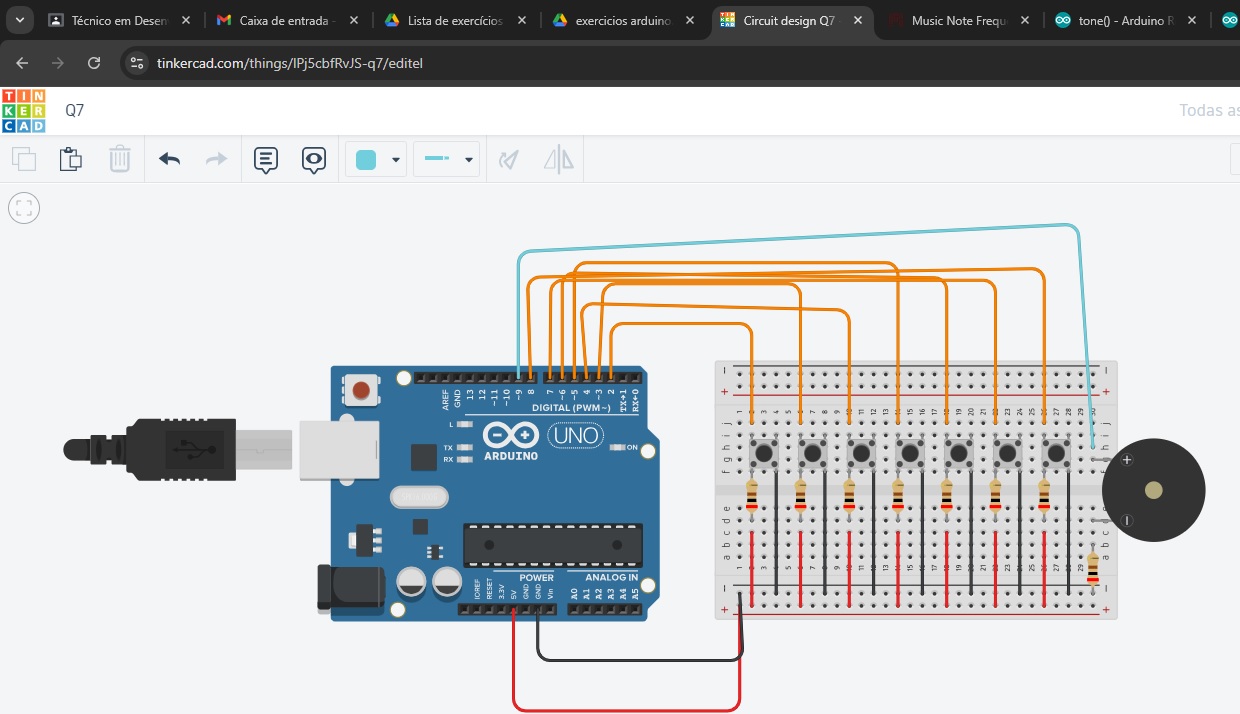 Técnico em Desen
Caixa de entrada -
Lista de exercícios
exercicios arduino
Circuit design Q7
Music Note Frequ
tone() - Arduino R
tinkercad.com/things/lPj5cbfRvJS-q7/editel
TIN
KER
CAD
Q7
Todas as
AREF
GND
13
12
~11
~10
~9
8
7
~6
~5
4
~3
2
TX→1
RX←0
DIGITAL (PWM~)
L
TX
RX
UNO
ON
ARDUINO
POWER
ANALOG IN
IOREF
RESET
3.3V
5V
GND
GND
Vin
A0
A1
A2
A3
A4
A5